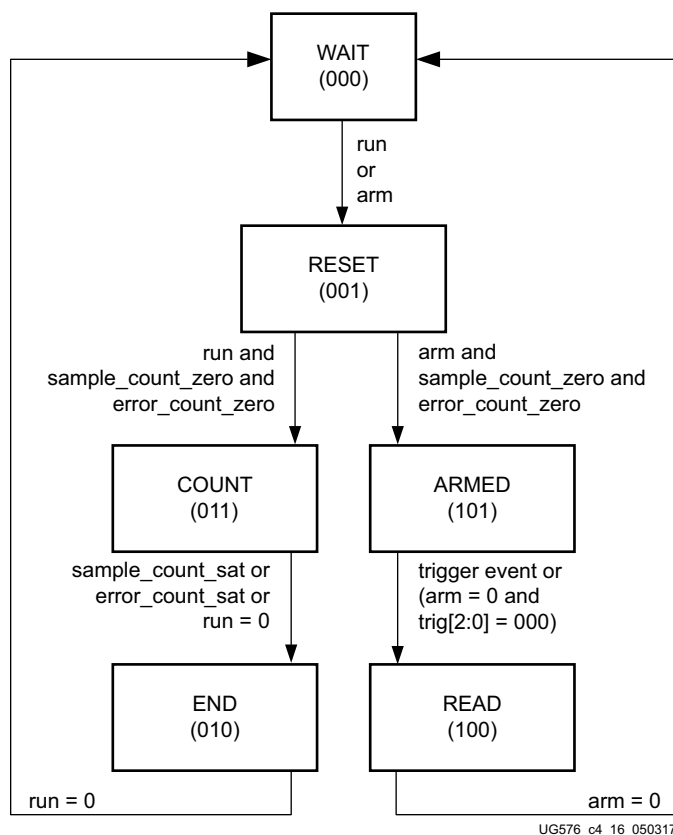 WAIT
(000)
run
or
arm
RESET
(001)
run and
sample_count_zero and
error_count_zero
arm and
sample_count_zero and
error_count_zero
COUNT
(011)
ARMED
(101)
sample_count_sat or
error_count_sat or
run = 0
trigger event or
(arm = 0 and
trig[2:0] = 000)
END
(010)
READ
(100)
run = 0
arm = 0
UG576_c4_16_050317